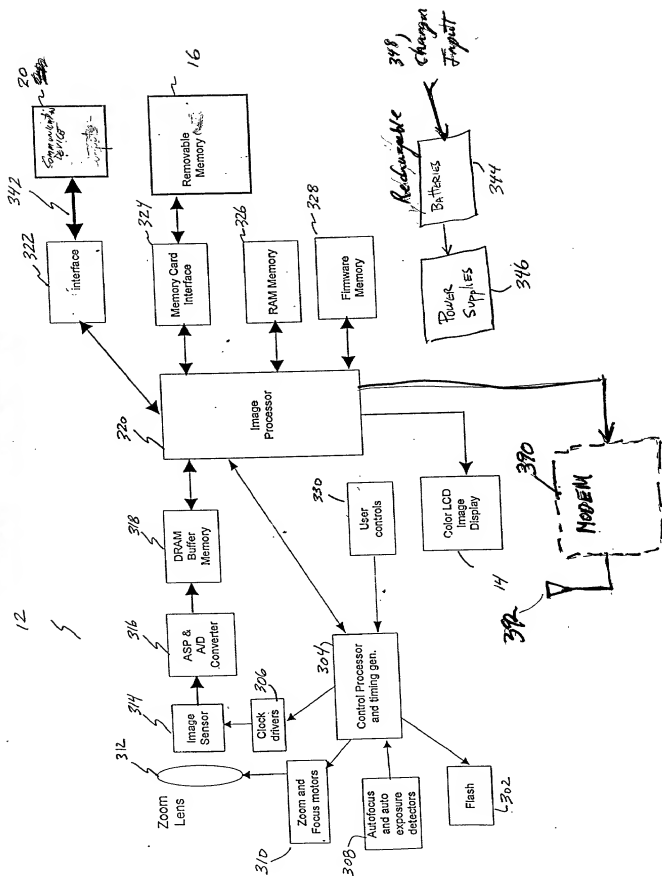 12
Zoom
Lens
312
314
Image
Sensor
316
ASP &
A/D
Converter
318
DRAM
Buffer
Memory
320
Image
Processor
322
interface
342
20
Communication
Device
324
Memory Card
Interface
16
Removable
Memory
326
RAM Memory
328
Firmware
Memory
310
Zoom and
Focus motors
306
Clock
drivers
304
Control Processor
and timing gen.
330
User
controls
308
Autofocus
and auto
exposure
detectors
302
Flash
14
Color LCD
Image
Display
390
MODEM
392
Rechargable
BATTERIES
344
348,
Charger
Input
POWER
Supplies
346